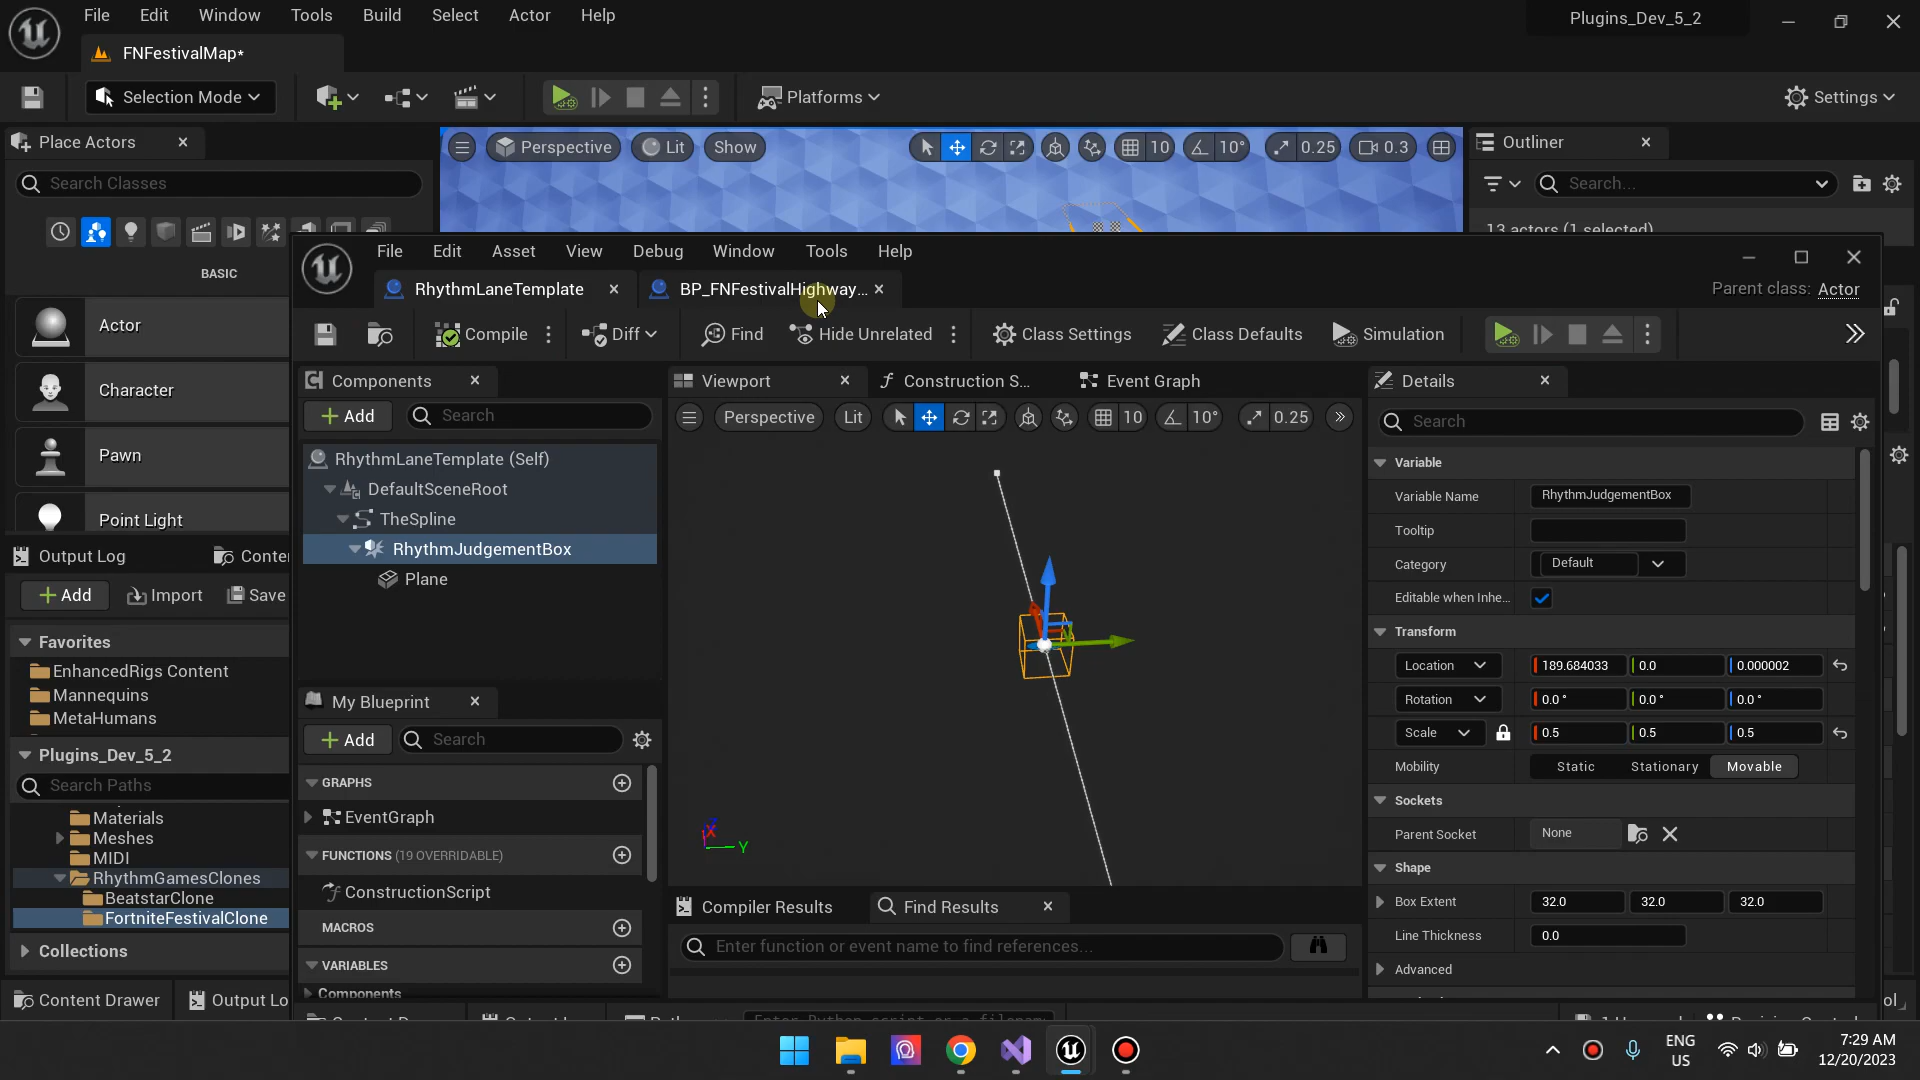 File Edit Window Tools Build Select Actor Help
Plugins_Dev_5_2
FNFestivalMap*
Selection Mode
Platforms
Settings
Place Actors
Search Classes
BASIC
Actor
Character
Pawn
Point Light
Perspective
Lit
Show
10
10°
0.25
0.3
Outliner
Search...
13 actors (1 selected)
File Edit Asset View Debug Window Tools Help
RhythmLaneTemplate
BP_FNFestivalHighway...
Parent class: Actor
Compile
Diff
Find
Hide Unrelated
Class Settings
Class Defaults
Simulation
Components
Add
Search
RhythmLaneTemplate (Self)
DefaultSceneRoot
TheSpline
RhythmJudgementBox
Plane
My Blueprint
Add
Search
GRAPHS
EventGraph
FUNCTIONS (19 OVERRIDABLE)
ConstructionScript
MACROS
VARIABLES
Components
Viewport
Construction S...
Event Graph
Perspective
Lit
10
10°
0.25
X
Y
Compiler Results
Find Results
Enter function or event name to find references...
Details
Search
Variable
Variable Name RhythmJudgementBox
Tooltip
Category Default
Editable when Inhe...
Transform
Location 189.684033 0.0 0.000002
Rotation 0.0° 0.0° 0.0°
Scale 0.5 0.5 0.5
Mobility Static Stationary Movable
Sockets
Parent Socket None
Shape
Box Extent 32.0 32.0 32.0
Line Thickness 0.0
Advanced
Output Log
Conte
Add
Import
Save
Favorites
EnhancedRigs Content
Mannequins
MetaHumans
Plugins_Dev_5_2
Search Paths
Materials
Meshes
MIDI
RhythmGamesClones
BeatstarClone
FortniteFestivalClone
Collections
Content Drawer
Output Lo
Enter Python script or a filename
ENG
US
7:29 AM
12/20/2023